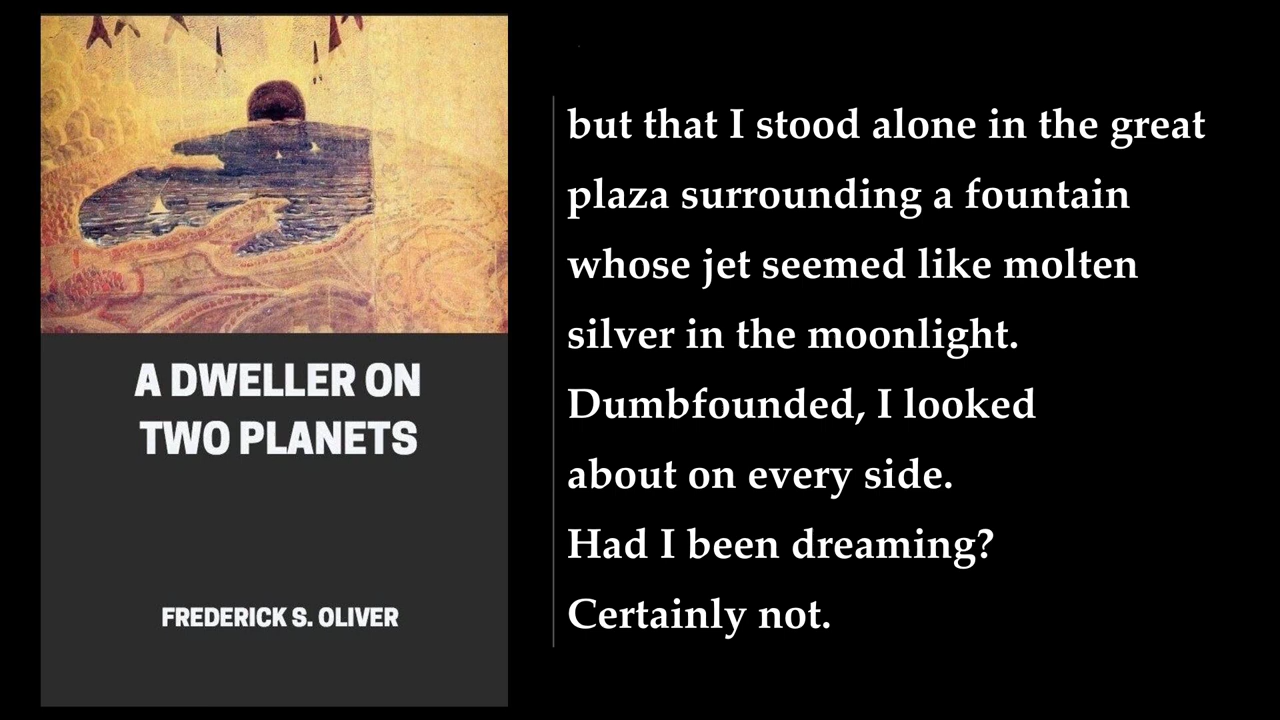 A DWELLER ON
TWO PLANETS
FREDERICK S. OLIVER
but that I stood alone in the great
plaza surrounding a fountain
whose jet seemed like molten
silver in the moonlight.
Dumbfounded, I looked
about on every side.
Had I been dreaming?
Certainly not.